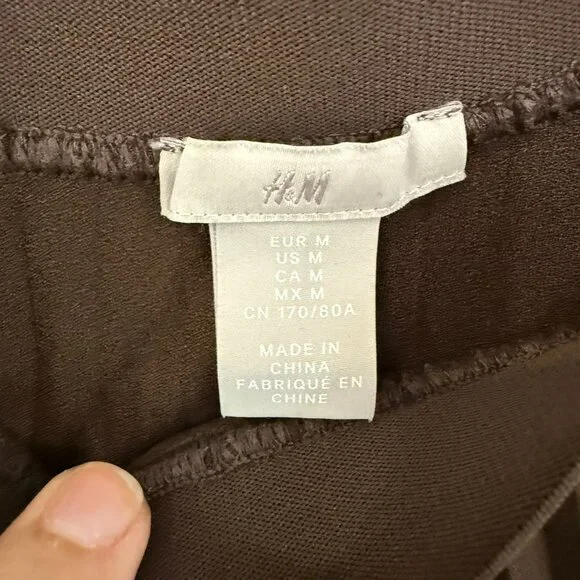 H&M
EUR M
US M
CA M
MX M
CN 170/80A
MADE IN
CHINA
FABRIQUÉ EN
CHINE